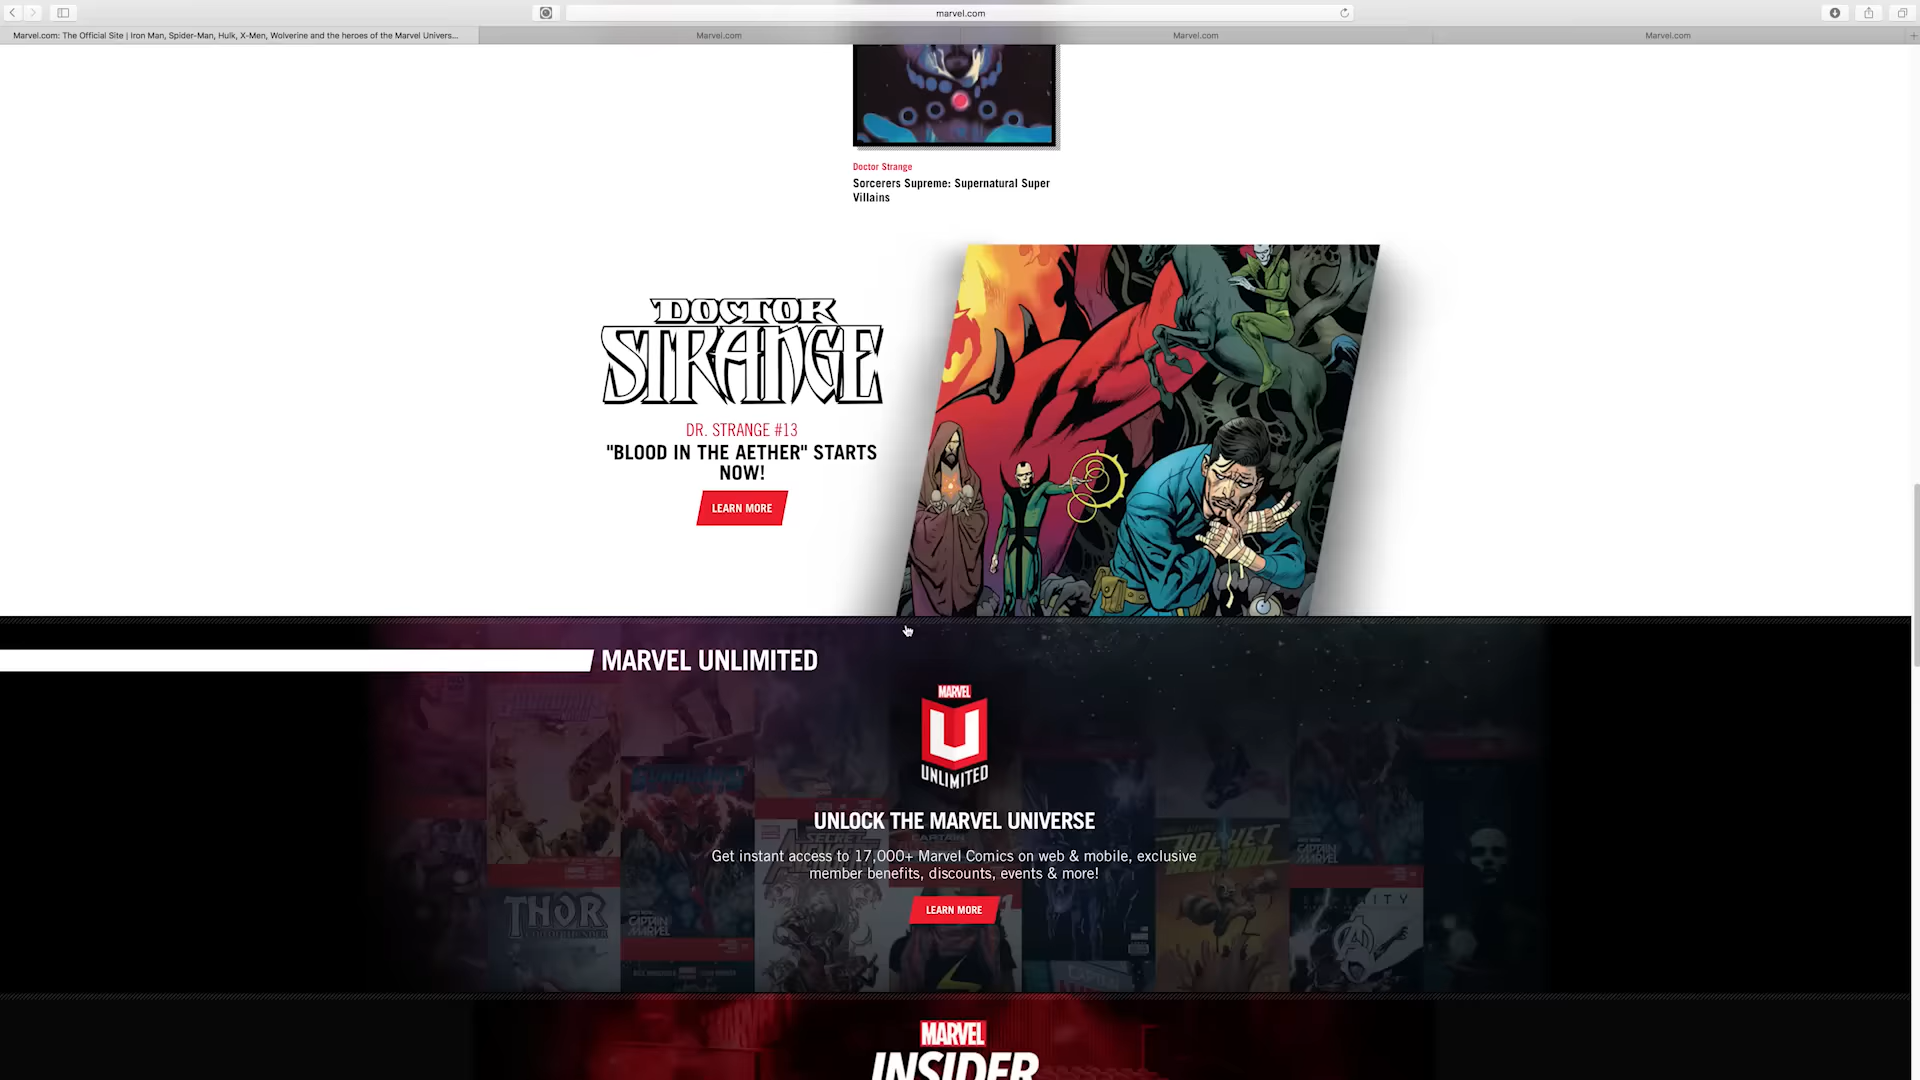 marvel.com
Marvel.com: The Official Site | Iron Man, Spider-Man, Hulk, X-Men, Wolverine and the heroes of the Marvel Univers...
Marvel.com
Marvel.com
Marvel.com
Doctor Strange
Sorcerers Supreme: Supernatural Super
Villains
DOCTOR
STRANGE
DR. STRANGE #13
"BLOOD IN THE AETHER" STARTS
NOW!
LEARN MORE
MARVEL UNLIMITED
MARVEL
U
UNLIMITED
UNLOCK THE MARVEL UNIVERSE
Get instant access to 17,000+ Marvel Comics on web & mobile, exclusive
member benefits, discounts, events & more!
LEARN MORE
THOR
CAPTAIN
MARVEL
CAPTAIN
MARVEL
MARVEL
INSIDER